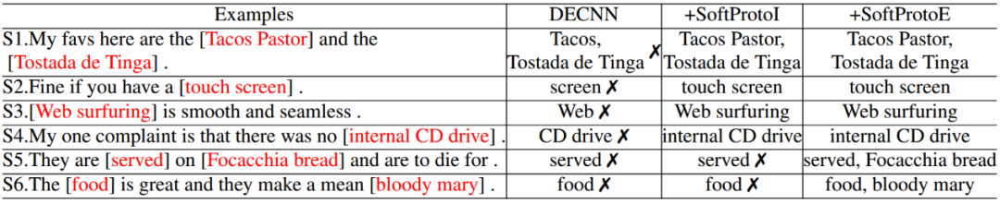 Examples DECNN +SoftProtoI +SoftProtoE
S1.My favs here are the [Tacos Pastor] and the [Tostada de Tinga] . Tacos, Tostada de Tinga ✗ Tacos Pastor, Tostada de Tinga Tacos Pastor, Tostada de Tinga
S2.Fine if you have a [touch screen] . screen ✗ touch screen touch screen
S3.[Web surfuring] is smooth and seamless . Web ✗ Web surfuring Web surfuring
S4.My one complaint is that there was no [internal CD drive] . CD drive ✗ internal CD drive internal CD drive
S5.They are [served] on [Focacchia bread] and are to die for . served ✗ served ✗ served, Focacchia bread
S6.The [food] is great and they make a mean [bloody mary] . food ✗ food ✗ food, bloody mary